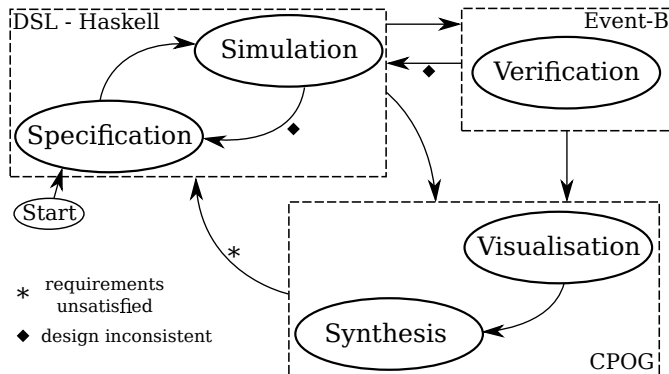 DSL - Haskell
Event-B
Simulation
Verification
Specification
Start
Visualisation
*
* requirements
unsatisfied
◆ design inconsistent
Synthesis
CPOG